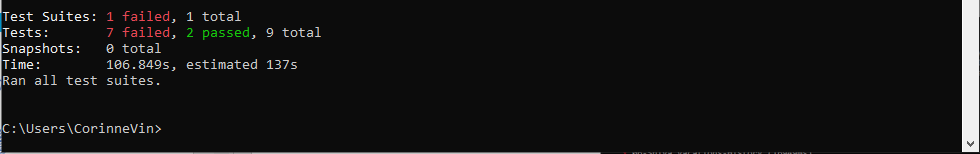 Test Suites: 1 failed, 1 total
Tests:       7 failed, 2 passed, 9 total
Snapshots:   0 total
Time:        106.849s, estimated 137s
Ran all test suites.
C:\Users\CorinneVin>